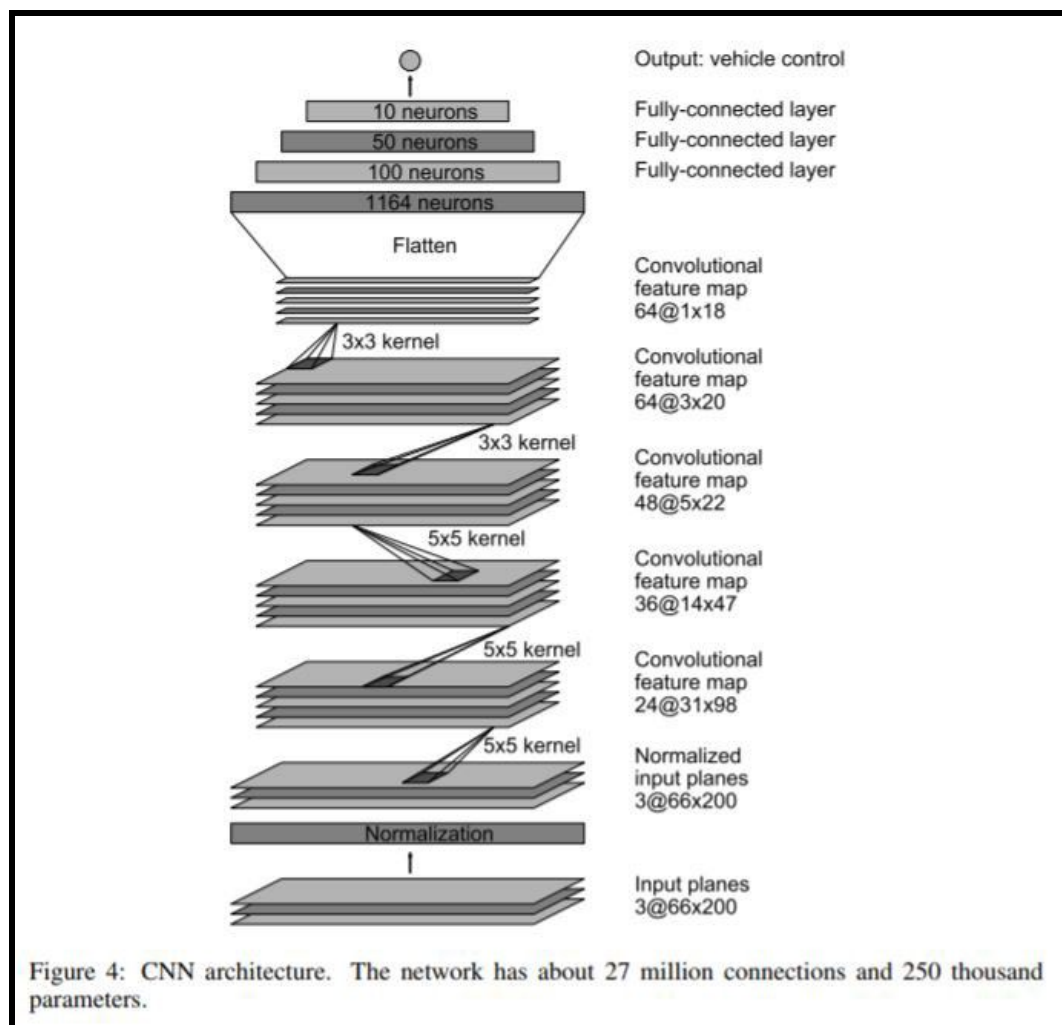 Output: vehicle control
10 neurons
Fully-connected layer
50 neurons
Fully-connected layer
100 neurons
Fully-connected layer
1164 neurons
Flatten
Convolutional
feature map
64@1x18
3x3 kernel
Convolutional
feature map
64@3x20
3x3 kernel
Convolutional
feature map
48@5x22
5x5 kernel
Convolutional
feature map
36@14x47
5x5 kernel
Convolutional
feature map
24@31x98
5x5 kernel
Normalized
input planes
3@66x200
Normalization
Input planes
3@66x200
Figure 4: CNN architecture. The network has about 27 million connections and 250 thousand
parameters.